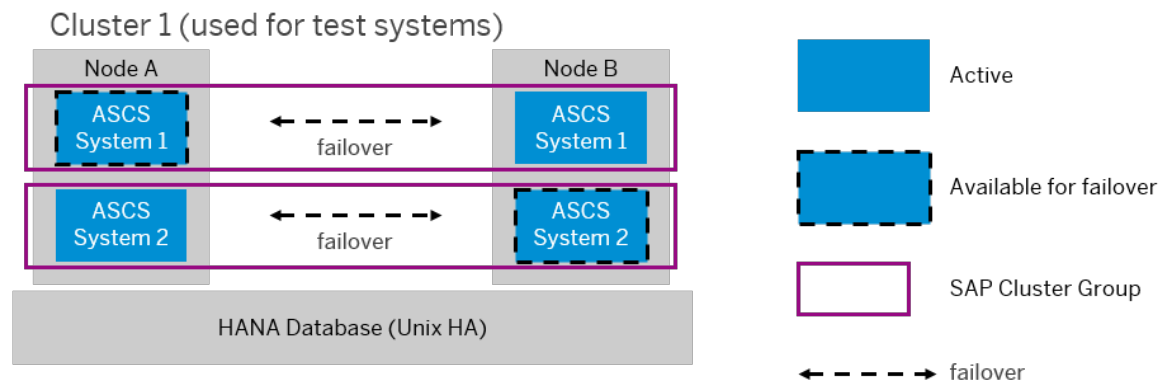 Cluster 1 (used for test systems)
Node A
Node B
ASCS
System 1
failover
ASCS
System 1
ASCS
System 2
failover
ASCS
System 2
HANA Database (Unix HA)
Active
Available for failover
SAP Cluster Group
failover